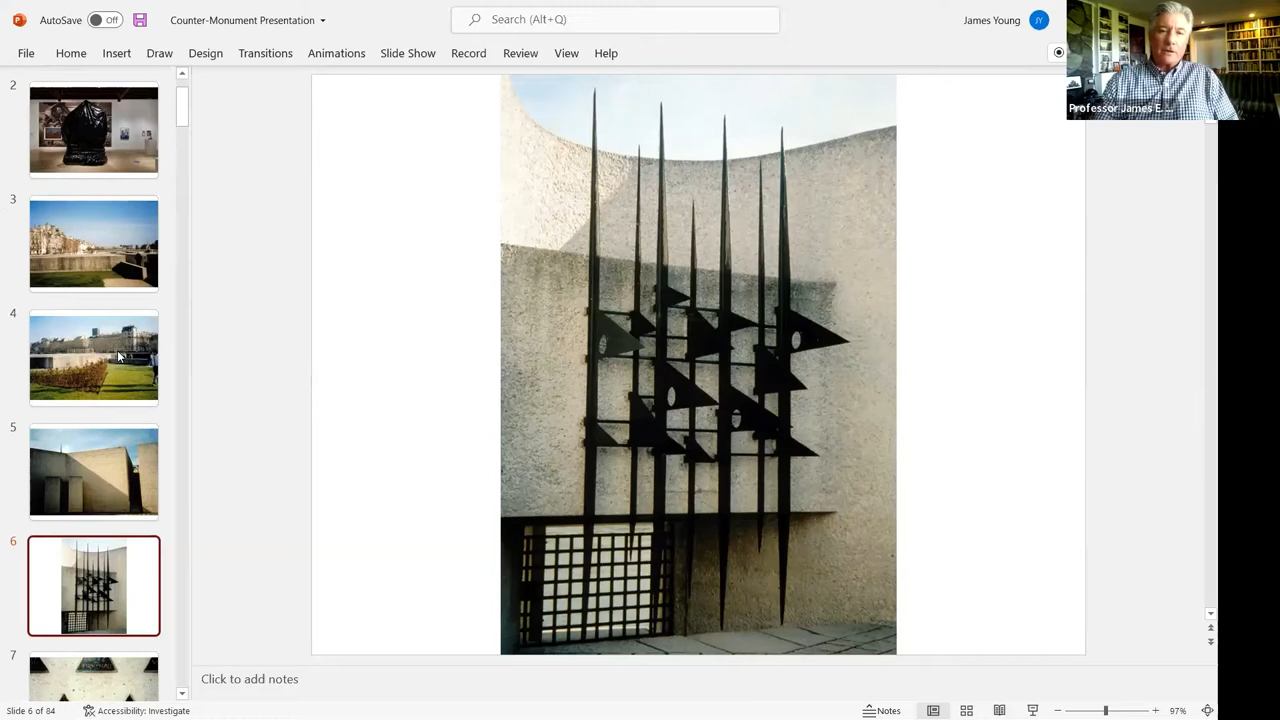 AutoSave Off Counter-Monument Presentation Search (Alt+Q) James Young JY
File Home Insert Draw Design Transitions Animations Slide Show Record Review View Help
Professor James E. ...
2
3
4
5
6
7
Click to add notes
Slide 6 of 84 Accessibility: Investigate Notes 97%